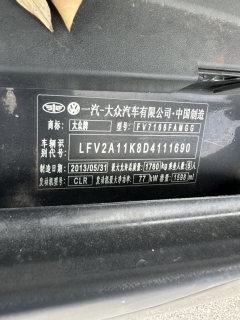 一汽-大众汽车有限公司·中国制造
商标 大众牌 型号 FV7160FAMGG
车辆识别代号: LFV2A11K8D4111690
制造日期 2013/05/31 最大允许总质量 1760 kg 乘座人数 5人
发动机型号 CLR 发动机最大净功率 77 kW 排量 1598 ml